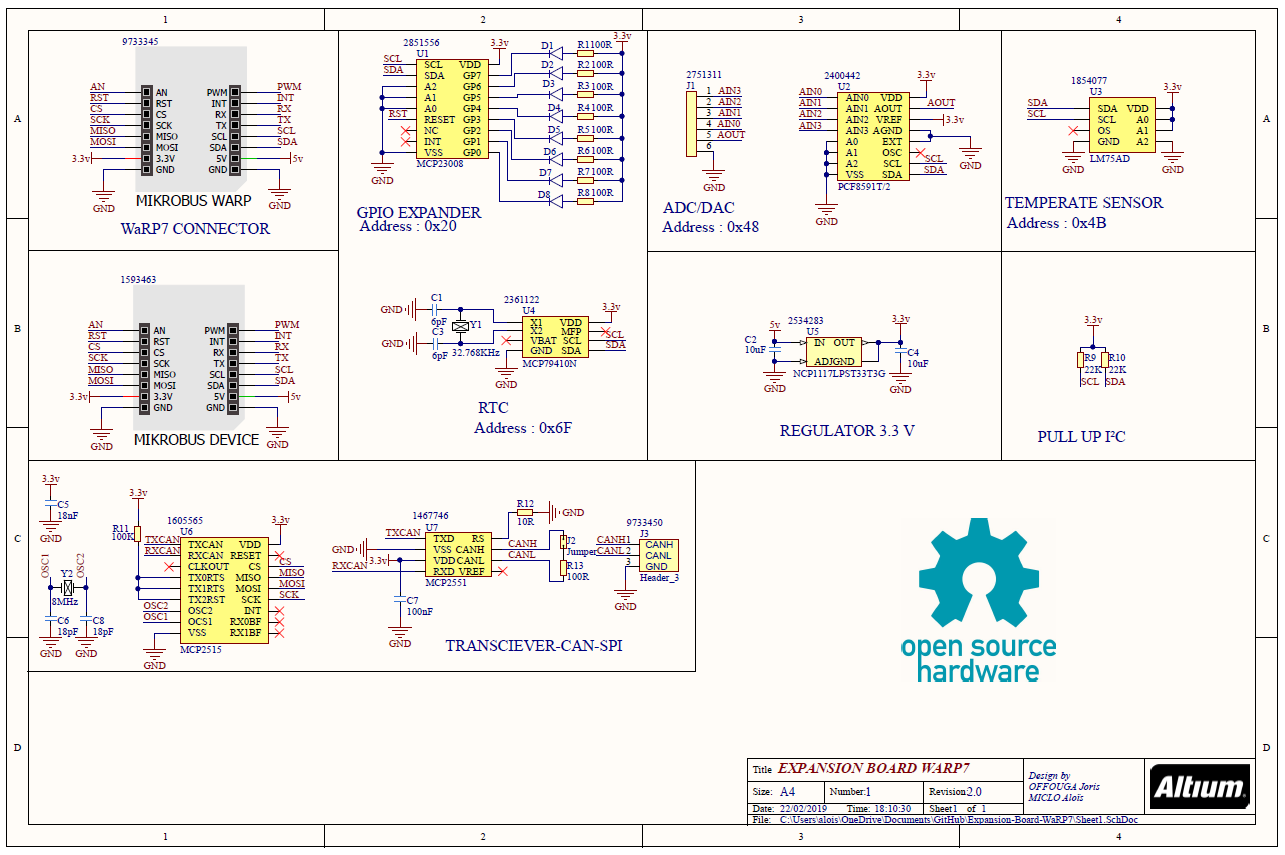 1 2 3 4
A
B
C
D
A
B
C
D
9733345
AN AN PWM PWM
RST RST INT INT
CS CS RX RX
SCK SCK TX TX
MISO MISO SCL SCL
MOSI MOSI SDA SDA
3.3v 3.3V 5V 5v
GND GND
GND GND
MIKROBUS WARP
WaRP7 CONNECTOR
1593463
AN AN PWM PWM
RST RST INT INT
CS CS RX RX
SCK SCK TX TX
MISO MISO SCL SCL
MOSI MOSI SDA SDA
3.3v 3.3V 5V 5v
GND GND
GND GND
MIKROBUS DEVICE
2851556
U1
3.3v
3.3v
SCL SCL VDD
SDA SDA GP7
A2 GP6
A1 GP5
A0 GP4
RST RESER GP3
NC GP2
INT GP1
VSS GP0
MCP23008
GND
D1 R1 100R
D2 R2 100R
D3 R3 100R
D4 R4 100R
D5 R5 100R
D6 R6 100R
D7 R7 100R
D8 R8 100R
GPIO EXPANDER
Address : 0x20
2361122
U4
C1
6pF
GND
Y1
32.768KHz
C3
6pF
GND
3.3v
X1 VDD
X2 MFP
VBAT SCL SCL
GND SDA SDA
MCP79410N
GND
RTC
Address : 0x6F
2751311
J1
1 AIN3
2 AIN2
3 AIN1
4 AIN0
5 AOUT
6
GND
2400442
U2
3.3v
AIN0 AIN0 VDD
AIN1 AIN1 AOUT AOUT
AIN2 AIN2 VREF 3.3v
AIN3 AIN3 AGND
A0 EXT
A1 OSC
A2 SCL SCL
VSS SDA SDA
PCF8591T/2
GND
GND
ADC/DAC
Address : 0x48
1854077
U3
3.3v
SDA SDA VDD
SCL SCL A0
OS A1
GND A2
LM75AD
GND GND
TEMPERATE SENSOR
Address : 0x4B
2534283
5v
3.3v
U5
C2
10uF
IN OUT
ADJGND
NCP1117LPST33T3G
C4
10uF
GND GND
REGULATOR 3.3 V
3.3v
R9 R10
22K 22K
SCL SDA
PULL UP I²C
3.3v
C5
18nF
GND
OSC1 OSC2
Y2
8MHz
C6
18pF
C8
18pF
GND GND
3.3v
R11
100K
1605565
U6
3.3v
TXCAN TXCAN VDD
RXCAN RXCAN RESET
CLKOUT CS CS
TX0RTS MISO MISO
TX1RTS MOSI MOSI
TX2RST SCK SCK
OSC2 OSC2 INT
OSC1 OCS1 RX0BF
VSS RX1BF
MCP2515
GND
1467746
U7
TXCAN TXD RS
GND VSS CANH CANH
3.3v VDD CANL CANL
RXCAN RXD VREF
MCP2551
C7
100nF
GND
R12
10R
GND
J2
Jumper
R13
100R
9733450
J3
CANH 1 CANH
CANL 2 CANL
3 GND
Header_3
GND
TRANSCIEVER-CAN-SPI
open source
hardware
Title EXPANSION BOARD WARP7
Size: A4 Number:1 Revision:2.0
Date: 22/02/2019 Time: 18:10:30 Sheet1 of 1
File: C:\Users\alois\OneDrive\Documents\GitHub\Expansion-Board-WaRP7\Sheet1.SchDoc
Design by
OFFOUGA Joris
MICLO Aloïs
Altium.
1 2 3 4